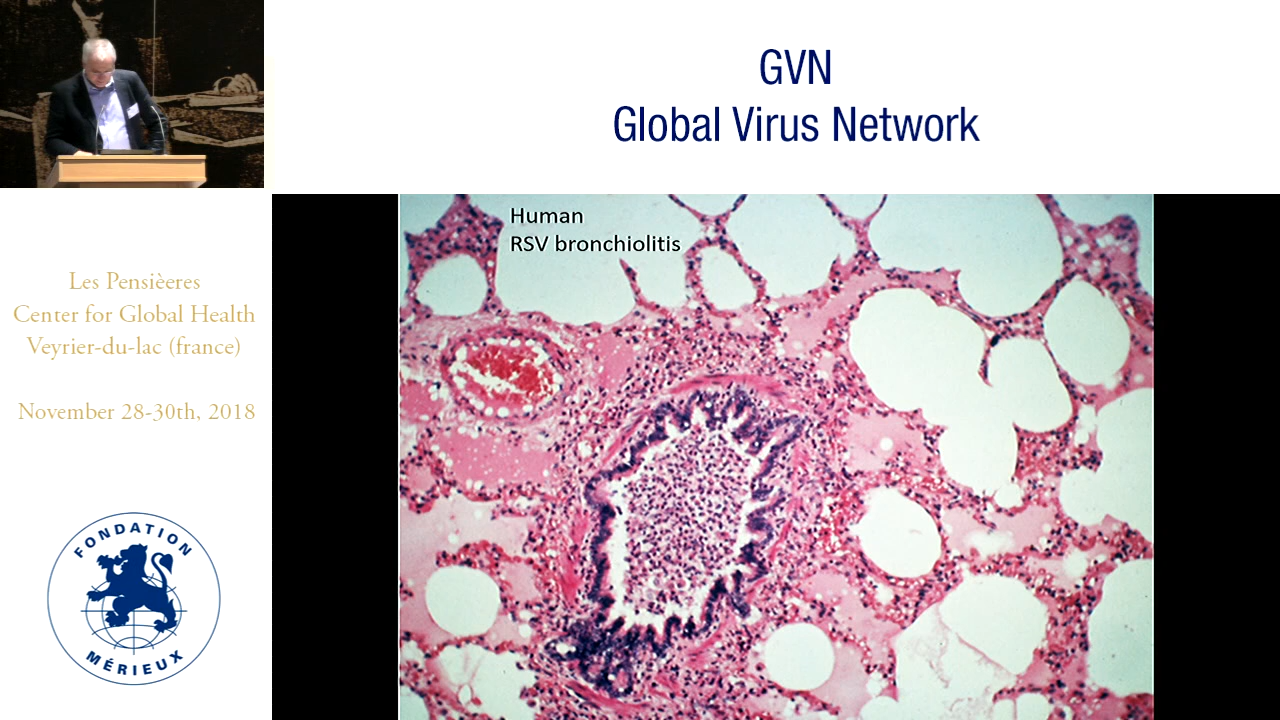 GVN
Global Virus Network
Human
RSV bronchiolitis
Les Pensièeres
Center for Global Health
Veyrier-du-lac (france)
November 28-30th, 2018
FONDATION
MÉRIEUX